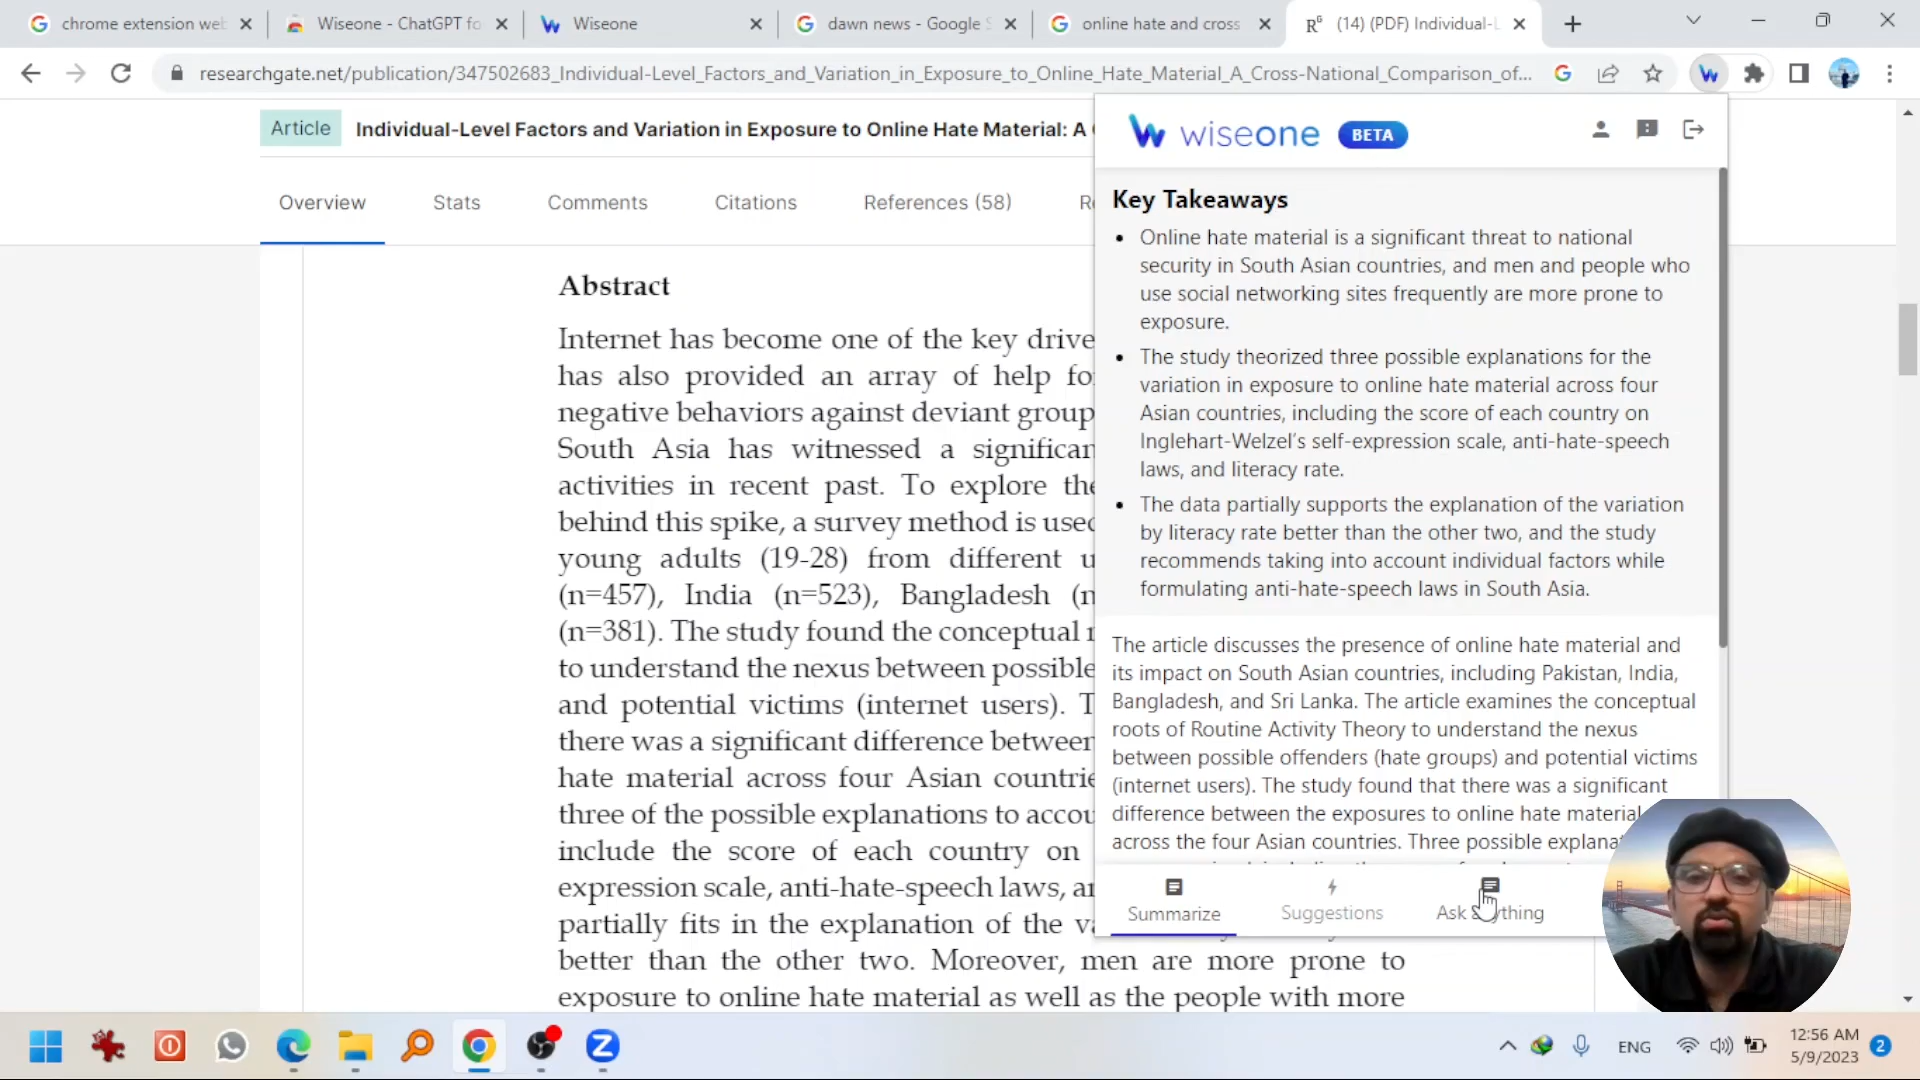 chrome extension wel
Wiseone - ChatGPT fo
Wiseone
dawn news - Google S
online hate and cross
(14) (PDF) Individual-L
researchgate.net/publication/347502683_Individual-Level_Factors_and_Variation_in_Exposure_to_Online_Hate_Material_A_Cross-National_Comparison_of...
Article
Individual-Level Factors and Variation in Exposure to Online Hate Material: A
Overview
Stats
Comments
Citations
References (58)
Abstract
Internet has become one of the key drive
has also provided an array of help fo
negative behaviors against deviant group
South Asia has witnessed a significan
activities in recent past. To explore the
behind this spike, a survey method is used
young adults (19-28) from different u
(n=457), India (n=523), Bangladesh (n
(n=381). The study found the conceptual r
to understand the nexus between possible
and potential victims (internet users). T
there was a significant difference between
hate material across four Asian countrie
three of the possible explanations to accou
include the score of each country on
expression scale, anti-hate-speech laws, ar
partially fits in the explanation of the va
better than the other two. Moreover, men are more prone to
exposure to online hate material as well as the people with more
wiseone
BETA
Key Takeaways
• Online hate material is a significant threat to national
security in South Asian countries, and men and people who
use social networking sites frequently are more prone to
exposure.
• The study theorized three possible explanations for the
variation in exposure to online hate material across four
Asian countries, including the score of each country on
Inglehart-Welzel's self-expression scale, anti-hate-speech
laws, and literacy rate.
• The data partially supports the explanation of the variation
by literacy rate better than the other two, and the study
recommends taking into account individual factors while
formulating anti-hate-speech laws in South Asia.
The article discusses the presence of online hate material and
its impact on South Asian countries, including Pakistan, India,
Bangladesh, and Sri Lanka. The article examines the conceptual
roots of Routine Activity Theory to understand the nexus
between possible offenders (hate groups) and potential victims
(internet users). The study found that there was a significant
difference between the exposures to online hate material
across the four Asian countries. Three possible explana
Summarize
Suggestions
Ask
ything
ENG
12:56 AM
5/9/2023
2